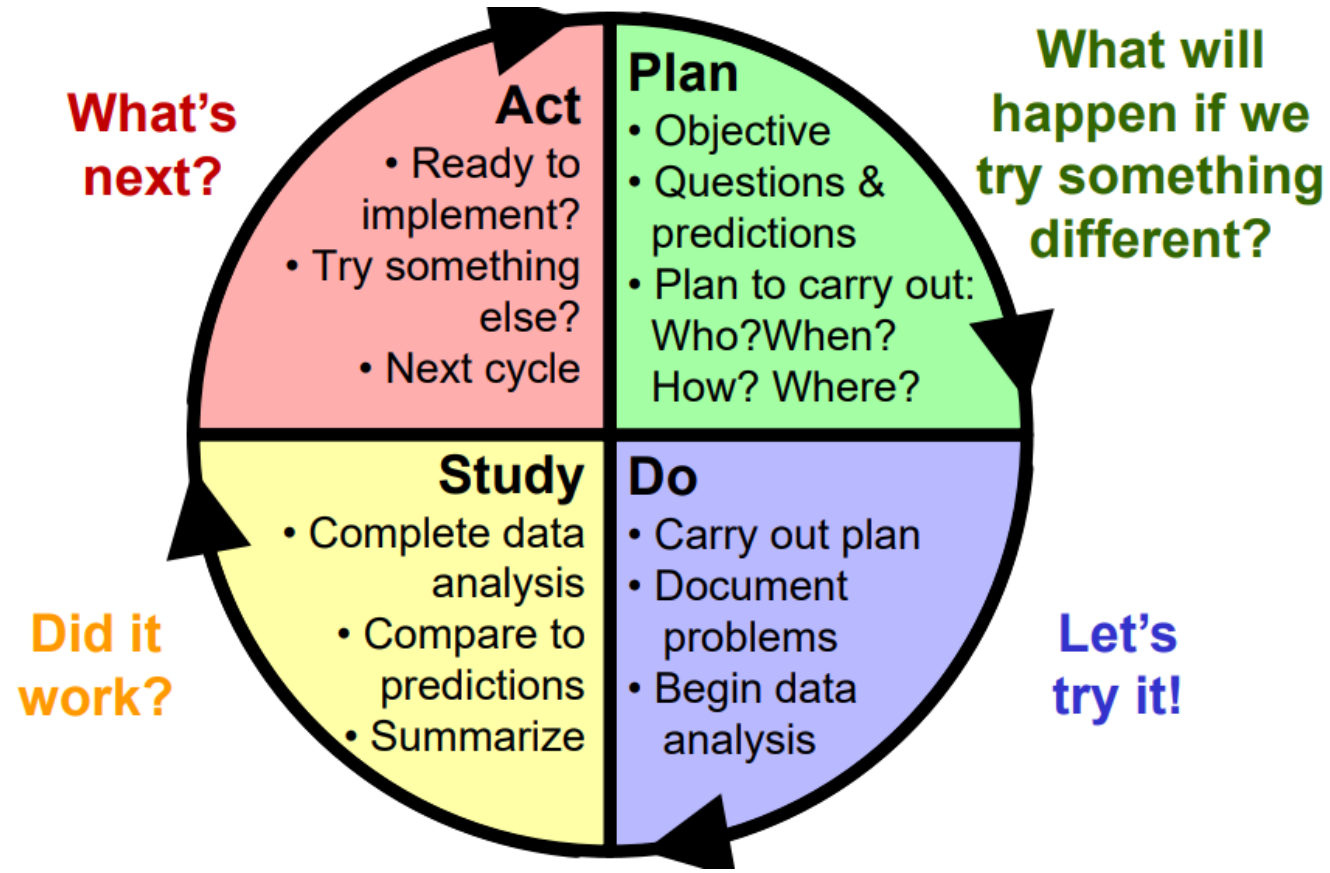 What's
next?
Act
• Ready to
implement?
• Try something
else?
• Next cycle
Plan
• Objective
• Questions &
predictions
• Plan to carry out:
Who?When?
How? Where?
What will
happen if we
try something
different?
Did it
work?
Study
• Complete data
analysis
• Compare to
predictions
• Summarize
Do
• Carry out plan
• Document
problems
• Begin data
analysis
Let's
try it!